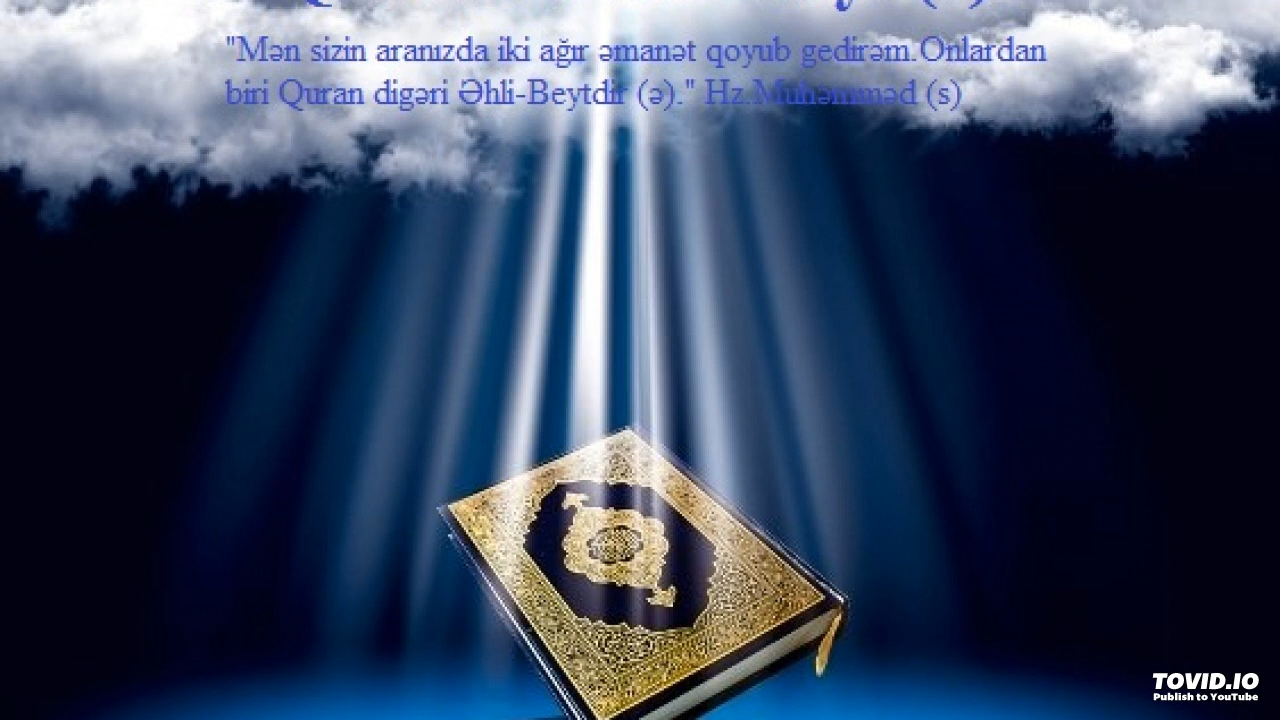 "Mən sizin aranızda iki ağır əmanət qoyub gedirəm.Onlardan
biri Quran digəri Əhli-Beytdir (ə)." Hz.Muhəmməd (s)
TOVID.IO
Publish to YouTube